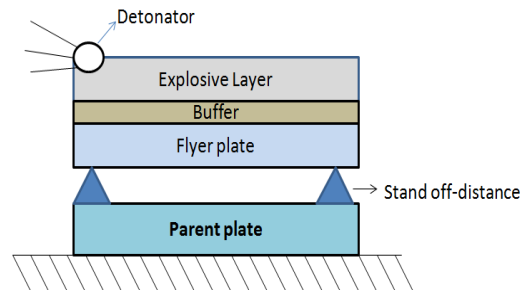 Detonator
Explosive Layer
Buffer
Flyer plate
Stand off-distance
Parent plate